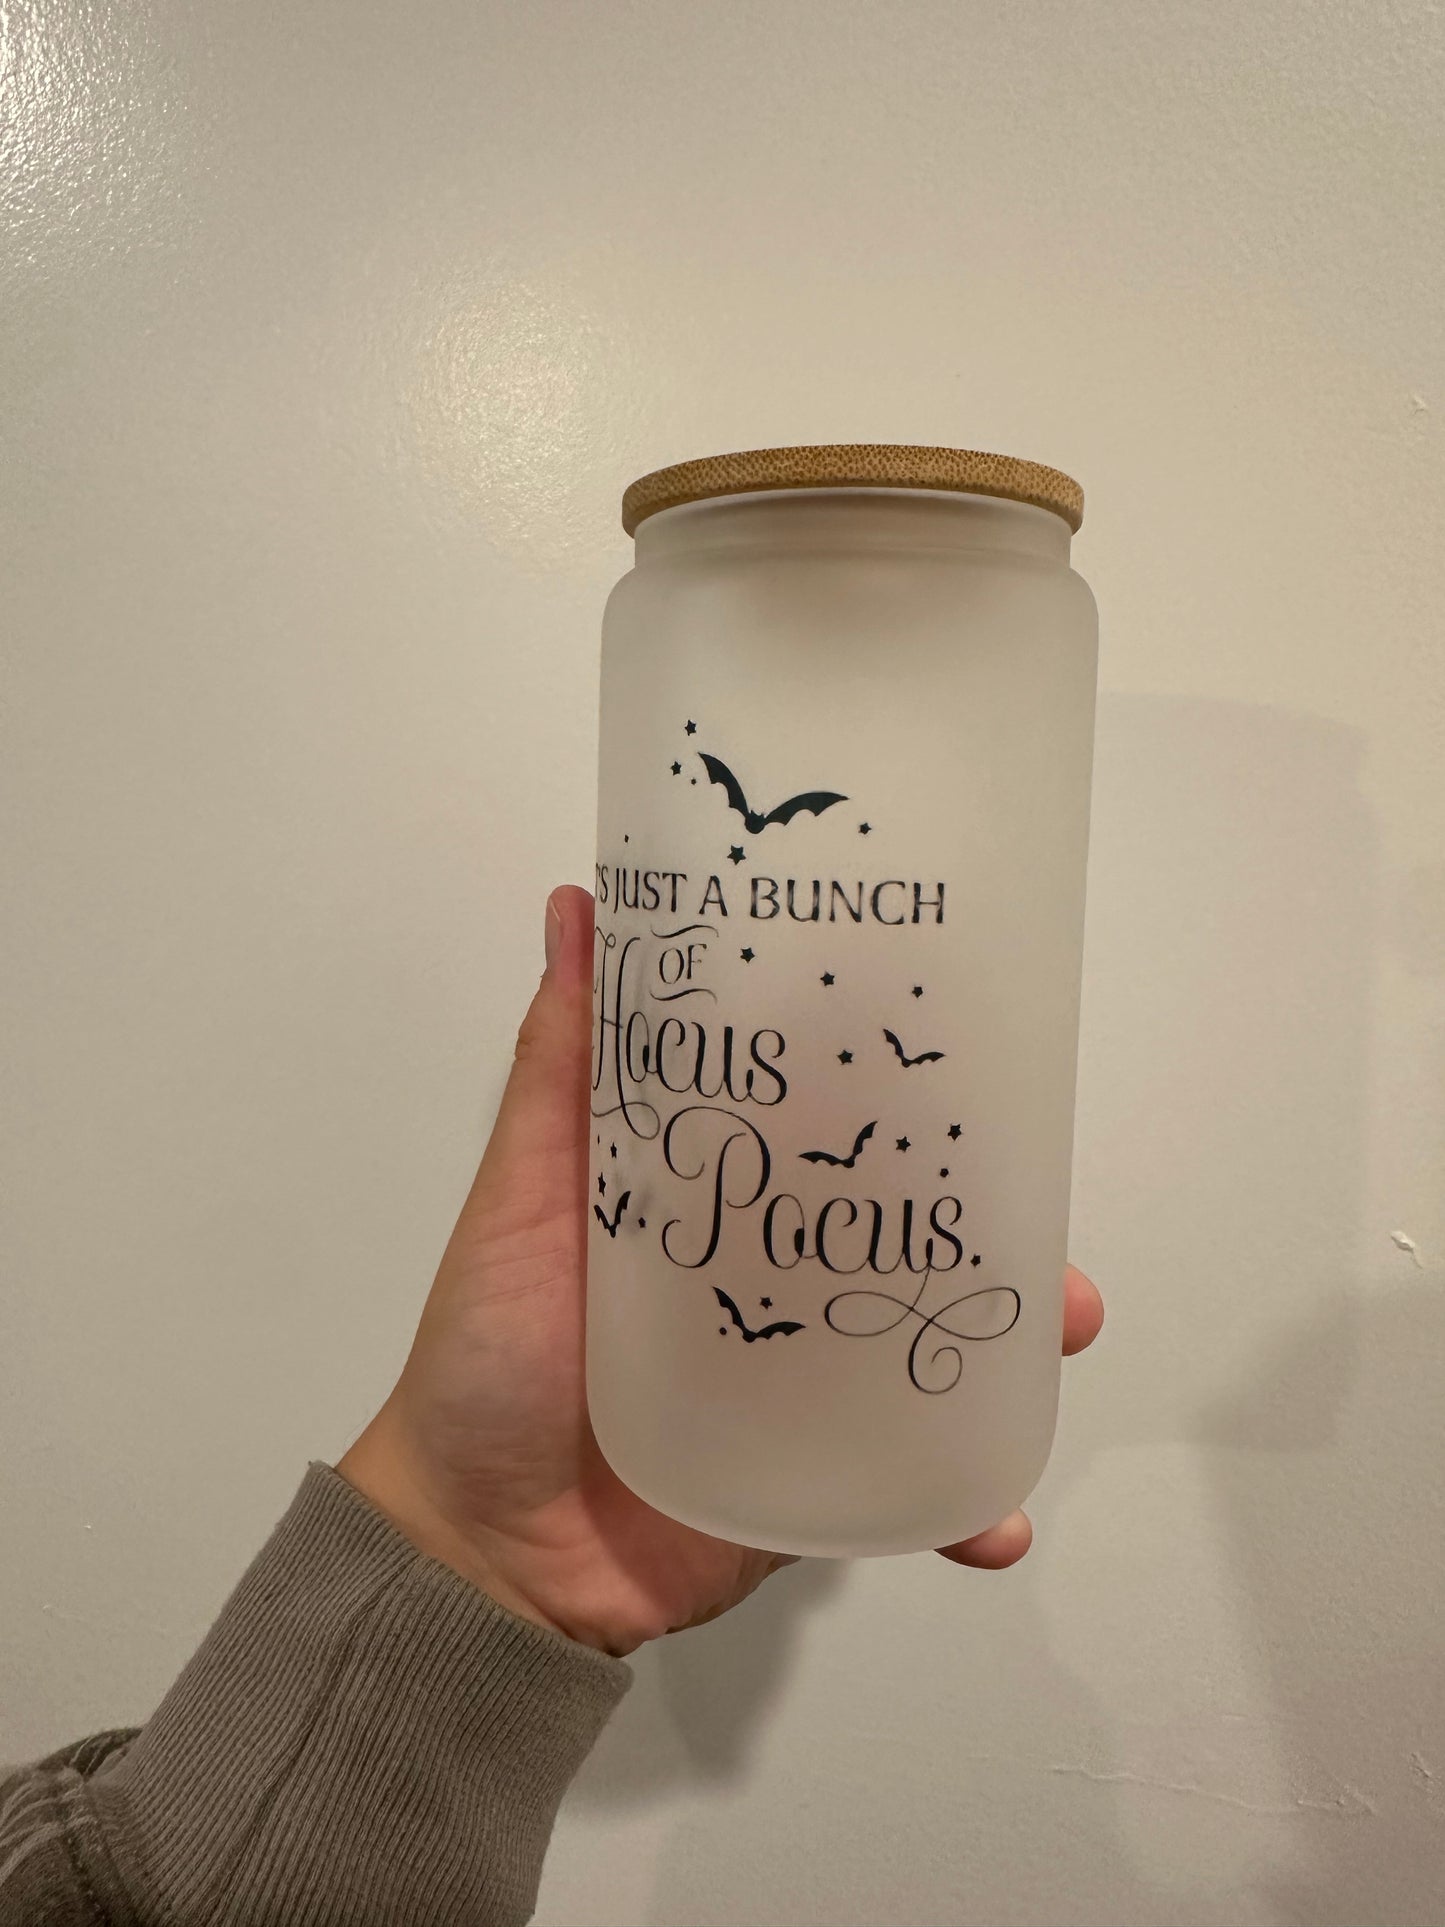 'S JUST A BUNCH
OF
Hocus
Pocus.